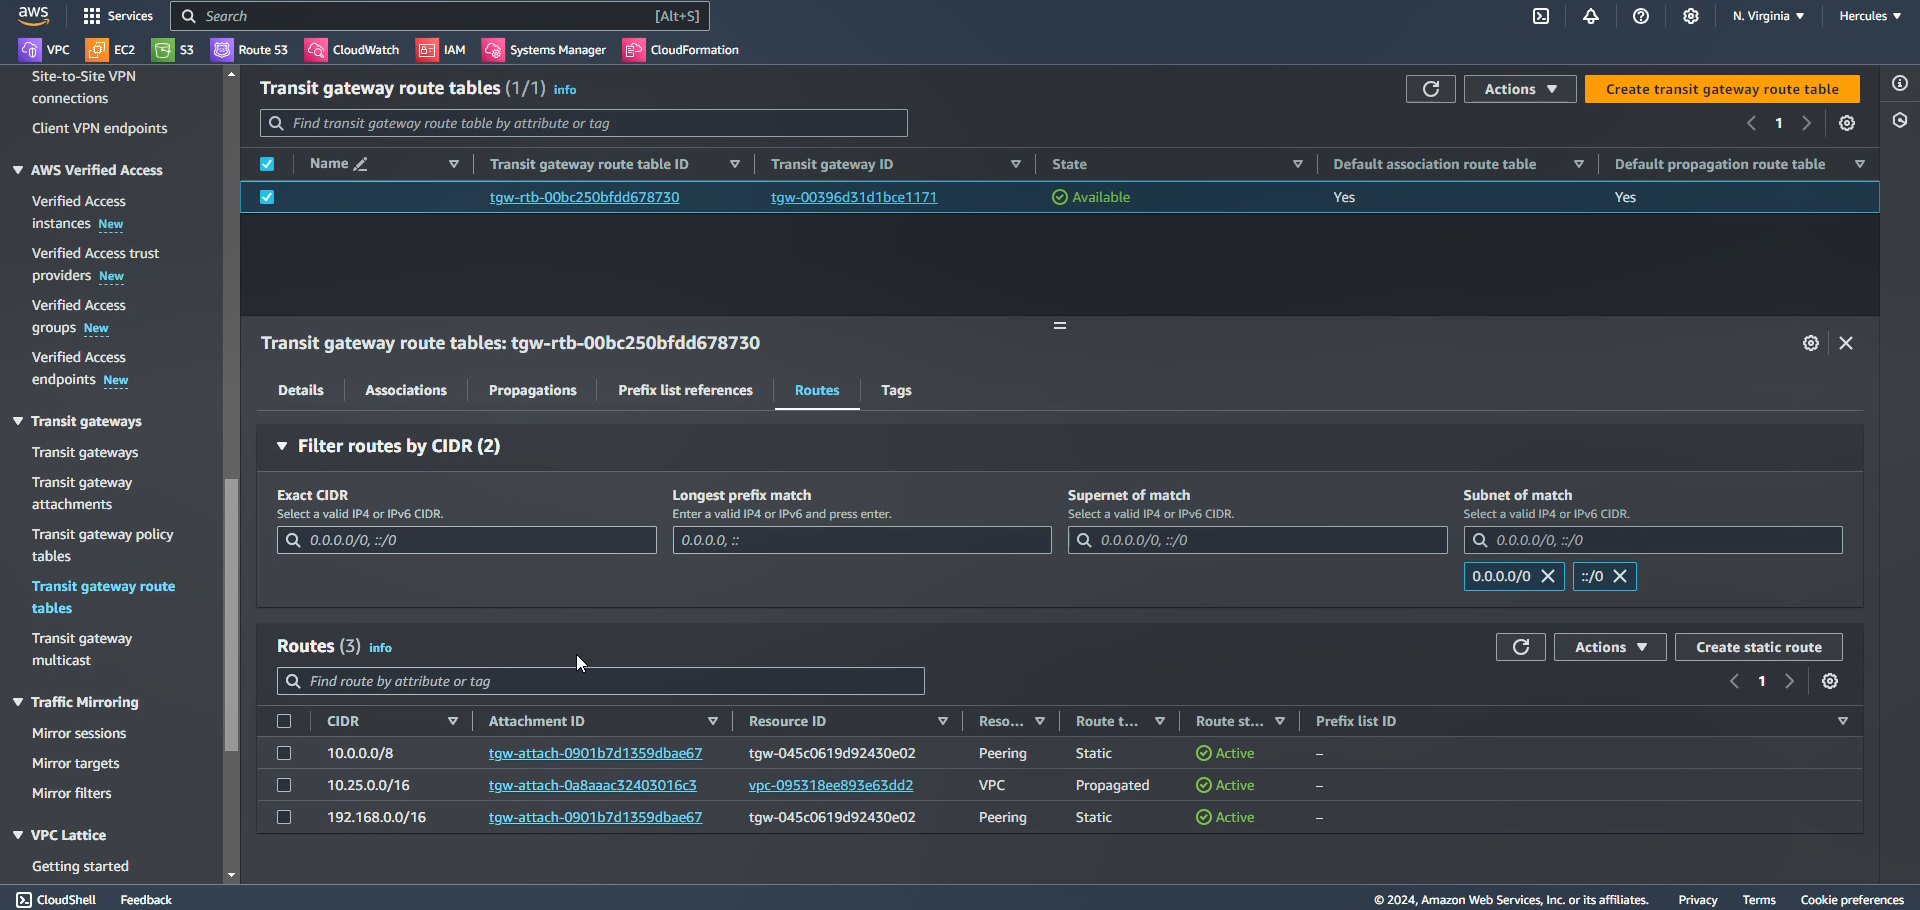 aws
Services
Search
[Alt+S]
N. Virginia
Hercules
VPC
EC2
S3
Route 53
CloudWatch
IAM
Systems Manager
CloudFormation
Site-to-Site VPN
connections
Client VPN endpoints
AWS Verified Access
Verified Access
instances New
Verified Access trust
providers New
Verified Access
groups New
Verified Access
endpoints New
Transit gateways
Transit gateways
Transit gateway
attachments
Transit gateway policy
tables
Transit gateway route
tables
Transit gateway
multicast
Traffic Mirroring
Mirror sessions
Mirror targets
Mirror filters
VPC Lattice
Getting started
Transit gateway route tables (1/1) info
Actions
Create transit gateway route table
Find transit gateway route table by attribute or tag
1
Name
Transit gateway route table ID
Transit gateway ID
State
Default association route table
Default propagation route table
tgw-rtb-00bc250bfdd678730
tgw-00396d31d1bce1171
Available
Yes
Yes
Transit gateway route tables: tgw-rtb-00bc250bfdd678730
Details
Associations
Propagations
Prefix list references
Routes
Tags
Filter routes by CIDR (2)
Exact CIDR
Select a valid IP4 or IPv6 CIDR.
0.0.0.0/0, ::/0
Longest prefix match
Enter a valid IP4 or IPv6 and press enter.
0.0.0.0, ::
Supernet of match
Select a valid IP4 or IPv6 CIDR.
0.0.0.0/0, ::/0
Subnet of match
Select a valid IP4 or IPv6 CIDR.
0.0.0.0/0, ::/0
0.0.0.0/0
::/0
Routes (3) info
Actions
Create static route
Find route by attribute or tag
1
CIDR
Attachment ID
Resource ID
Reso...
Route t...
Route st...
Prefix list ID
10.0.0.0/8
tgw-attach-0901b7d1359dbae67
tgw-045c0619d92430e02
Peering
Static
Active
–
10.25.0.0/16
tgw-attach-0a8aaac32403016c3
vpc-095318ee893e63dd2
VPC
Propagated
Active
–
192.168.0.0/16
tgw-attach-0901b7d1359dbae67
tgw-045c0619d92430e02
Peering
Static
Active
–
CloudShell
Feedback
© 2024, Amazon Web Services, Inc. or its affiliates.
Privacy
Terms
Cookie preferences